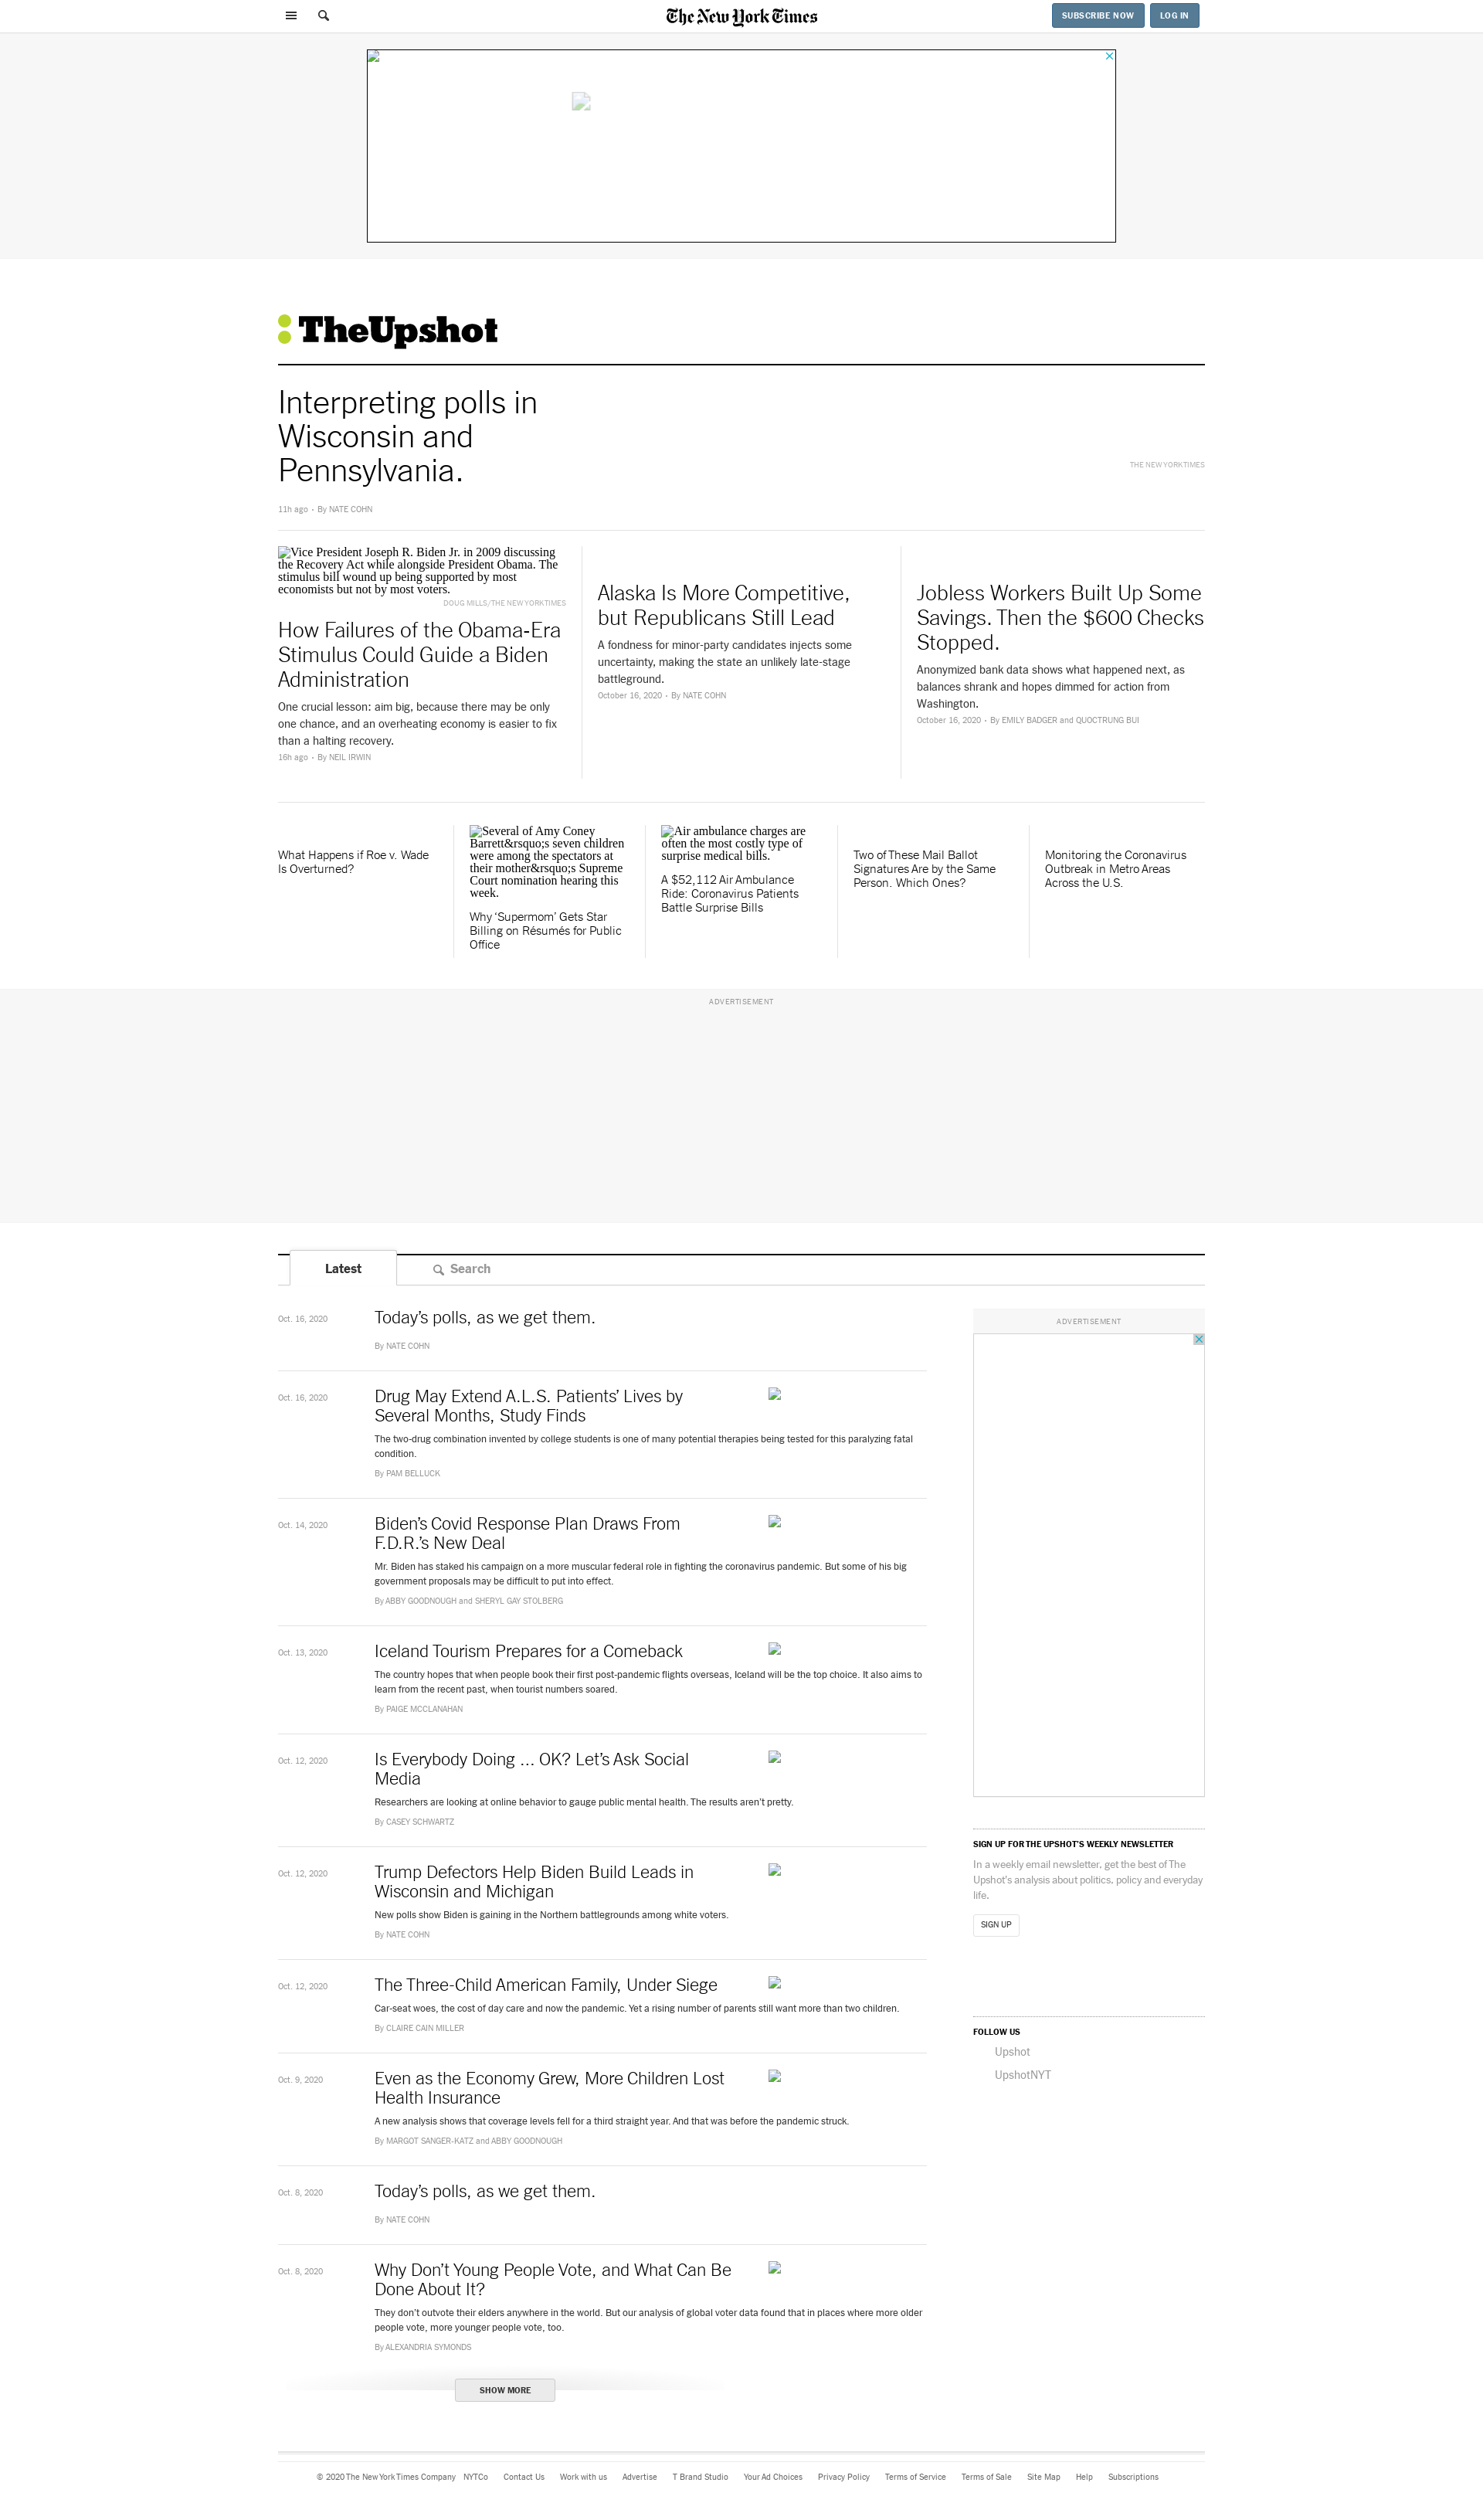 The New York Times
SUBSCRIBE NOW
LOG IN
TheUpshot
Interpreting polls in
Wisconsin and
Pennsylvania.
THE NEW YORK TIMES
11h ago • By NATE COHN
Vice President Joseph R. Biden Jr. in 2009 discussing
the Recovery Act while alongside President Obama. The
stimulus bill wound up being supported by most
economists but not by most voters.
DOUG MILLS/THE NEW YORK TIMES
How Failures of the Obama-Era
Stimulus Could Guide a Biden
Administration
One crucial lesson: aim big, because there may be only
one chance, and an overheating economy is easier to fix
than a halting recovery.
16h ago • By NEIL IRWIN
Alaska Is More Competitive,
but Republicans Still Lead
A fondness for minor-party candidates injects some
uncertainty, making the state an unlikely late-stage
battleground.
October 16, 2020 • By NATE COHN
Jobless Workers Built Up Some
Savings. Then the $600 Checks
Stopped.
Anonymized bank data shows what happened next, as
balances shrank and hopes dimmed for action from
Washington.
October 16, 2020 • By EMILY BADGER and QUOCTRUNG BUI
What Happens if Roe v. Wade
Is Overturned?
Several of Amy Coney
Barrett&rsquo;s seven children
were among the spectators at
their mother&rsquo;s Supreme
Court nomination hearing this
week.
Why ‘Supermom’ Gets Star
Billing on Résumés for Public
Office
Air ambulance charges are
often the most costly type of
surprise medical bills.
A $52,112 Air Ambulance
Ride: Coronavirus Patients
Battle Surprise Bills
Two of These Mail Ballot
Signatures Are by the Same
Person. Which Ones?
Monitoring the Coronavirus
Outbreak in Metro Areas
Across the U.S.
ADVERTISEMENT
Latest
Search
Oct. 16, 2020
Today’s polls, as we get them.
By NATE COHN
Oct. 16, 2020
Drug May Extend A.L.S. Patients’ Lives by
Several Months, Study Finds
The two-drug combination invented by college students is one of many potential therapies being tested for this paralyzing fatal
condition.
By PAM BELLUCK
Oct. 14, 2020
Biden’s Covid Response Plan Draws From
F.D.R.’s New Deal
Mr. Biden has staked his campaign on a more muscular federal role in fighting the coronavirus pandemic. But some of his big
government proposals may be difficult to put into effect.
By ABBY GOODNOUGH and SHERYL GAY STOLBERG
Oct. 13, 2020
Iceland Tourism Prepares for a Comeback
The country hopes that when people book their first post-pandemic flights overseas, Iceland will be the top choice. It also aims to
learn from the recent past, when tourist numbers soared.
By PAIGE MCCLANAHAN
Oct. 12, 2020
Is Everybody Doing ... OK? Let’s Ask Social
Media
Researchers are looking at online behavior to gauge public mental health. The results aren’t pretty.
By CASEY SCHWARTZ
Oct. 12, 2020
Trump Defectors Help Biden Build Leads in
Wisconsin and Michigan
New polls show Biden is gaining in the Northern battlegrounds among white voters.
By NATE COHN
Oct. 12, 2020
The Three-Child American Family, Under Siege
Car-seat woes, the cost of day care and now the pandemic. Yet a rising number of parents still want more than two children.
By CLAIRE CAIN MILLER
Oct. 9, 2020
Even as the Economy Grew, More Children Lost
Health Insurance
A new analysis shows that coverage levels fell for a third straight year. And that was before the pandemic struck.
By MARGOT SANGER-KATZ and ABBY GOODNOUGH
Oct. 8, 2020
Today’s polls, as we get them.
By NATE COHN
Oct. 8, 2020
Why Don’t Young People Vote, and What Can Be
Done About It?
They don’t outvote their elders anywhere in the world. But our analysis of global voter data found that in places where more older
people vote, more younger people vote, too.
By ALEXANDRIA SYMONDS
SHOW MORE
ADVERTISEMENT
SIGN UP FOR THE UPSHOT’S WEEKLY NEWSLETTER
In a weekly email newsletter, get the best of The
Upshot’s analysis about politics, policy and everyday
life.
SIGN UP
FOLLOW US
Upshot
UpshotNYT
© 2020 The New York Times Company NYTCo Contact Us Work with us Advertise T Brand Studio Your Ad Choices Privacy Policy Terms of Service Terms of Sale Site Map Help Subscriptions